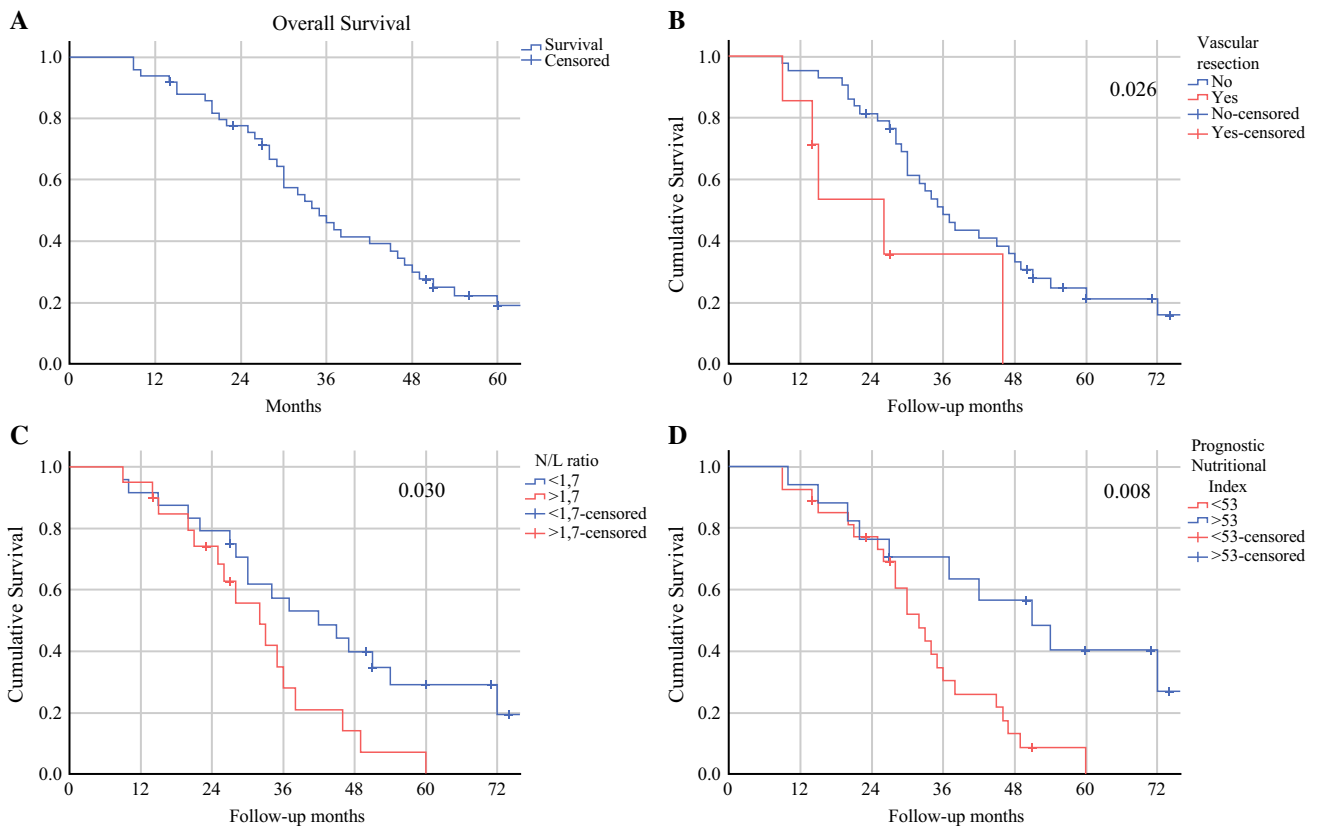 A
Overall Survival
Survival
Censored
1.0
0.8
0.6
0.4
0.2
0.0
0 12 24 36 48 60
Months
B
Vascular
resection
No
Yes
No-censored
Yes-censored
0.026
Cumulative Survival
1.0
0.8
0.6
0.4
0.2
0.0
0 12 24 36 48 60 72
Follow-up months
C
N/L ratio
<1,7
>1,7
<1,7-censored
>1,7-censored
0.030
Cumulative Survival
1.0
0.8
0.6
0.4
0.2
0.0
0 12 24 36 48 60 72
Follow-up months
D
Prognostic
Nutritional
Index
<53
>53
<53-censored
>53-censored
0.008
Cumulative Survival
1.0
0.8
0.6
0.4
0.2
0.0
0 12 24 36 48 60 72
Follow-up months